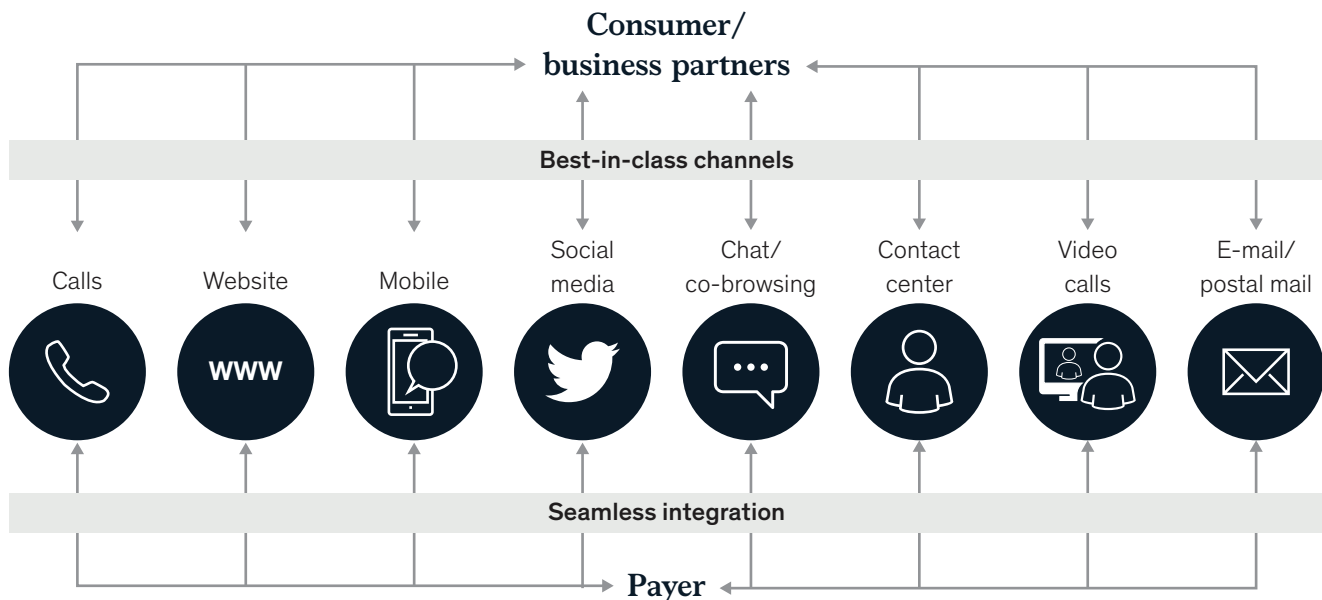 Consumer/
business partners
Best-in-class channels
Calls
Website
Mobile
Social
media
Chat/
co-browsing
Contact
center
Video
calls
E-mail/
postal mail
www
Seamless integration
Payer